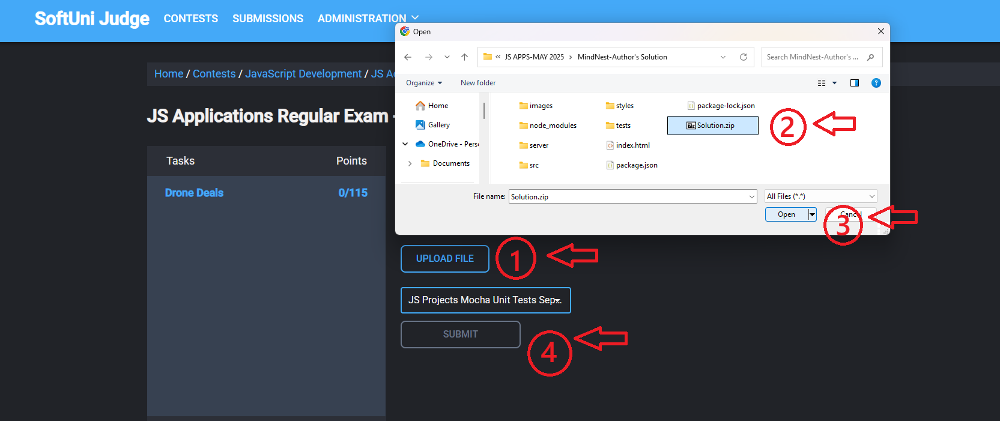 SoftUni Judge CONTESTS SUBMISSIONS ADMINISTRATION
Open
JS APPS-MAY 2025 MindNest-Author's Solution
Search MindNest-Author's ...
Organize New folder
Home / Contests / JavaScript Development /
JS Applications Regular Exam -
Tasks Points
Drone Deals 0/115
Home
Gallery
OneDrive - Pers
Documents
images styles package-lock.json
node_modules tests Solution.zip
server index.html
src package.json
2
File name: Solution.zip All Files (*.*)
Open Cancel
3
UPLOAD FILE
1
JS Projects Mocha Unit Tests Sep..
SUBMIT
4